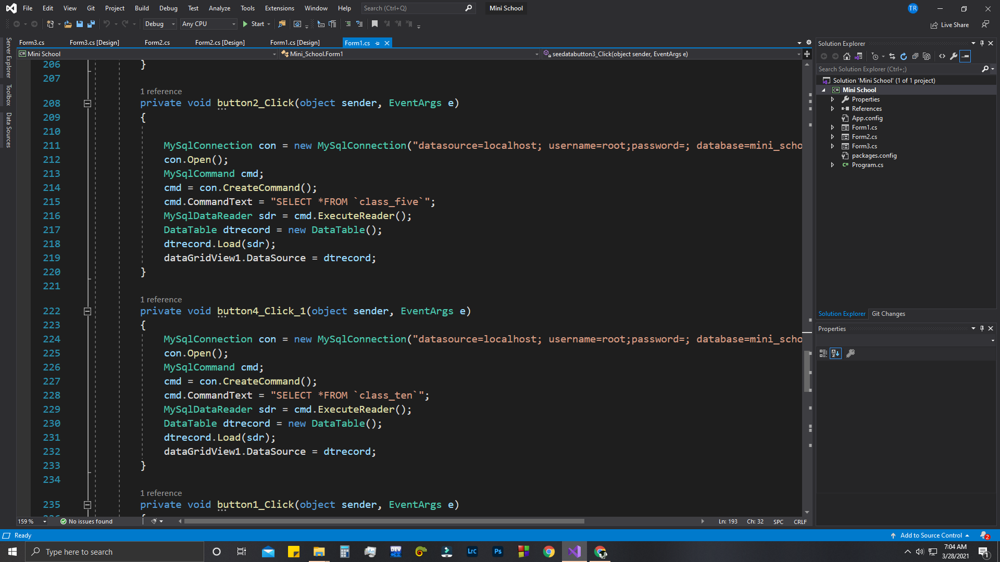 File Edit View Git Project Build Debug Test Analyze Tools Extensions Window Help Search (Ctrl+Q) Mini School TR
Debug Any CPU Start Live Share
Form3.cs Form3.cs [Design] Form2.cs Form2.cs [Design] Form1.cs [Design] Form1.cs
Mini School Mini_School.Form1 seedatabutton3_Click(object sender, EventArgs e)
Server Explorer
Toolbox
Data Sources
206 }
207
1 reference
208 private void button2_Click(object sender, EventArgs e)
209 {
210
211 MySqlConnection con = new MySqlConnection("datasource=localhost; username=root;password=; database=mini_scho
212 con.Open();
213 MySqlCommand cmd;
214 cmd = con.CreateCommand();
215 cmd.CommandText = "SELECT *FROM `class_five`";
216 MySqlDataReader sdr = cmd.ExecuteReader();
217 DataTable dtrecord = new DataTable();
218 dtrecord.Load(sdr);
219 dataGridView1.DataSource = dtrecord;
220 }
221
1 reference
222 private void button4_Click_1(object sender, EventArgs e)
223 {
224 MySqlConnection con = new MySqlConnection("datasource=localhost; username=root;password=; database=mini_scho
225 con.Open();
226 MySqlCommand cmd;
227 cmd = con.CreateCommand();
228 cmd.CommandText = "SELECT *FROM `class_ten`";
229 MySqlDataReader sdr = cmd.ExecuteReader();
230 DataTable dtrecord = new DataTable();
231 dtrecord.Load(sdr);
232 dataGridView1.DataSource = dtrecord;
233 }
234
1 reference
235 private void button1_Click(object sender, EventArgs e)
159 % No issues found Ln: 193 Ch: 32 SPC CRLF
Solution Explorer
Search Solution Explorer (Ctrl+;)
Solution 'Mini School' (1 of 1 project)
C# Mini School
Properties
References
App.config
Form1.cs
Form2.cs
Form3.cs
packages.config
C# Program.cs
Solution Explorer Git Changes
Properties
Ready Add to Source Control 2
Type here to search DEV Lrc Ps 7:04 AM
3/28/2021 1